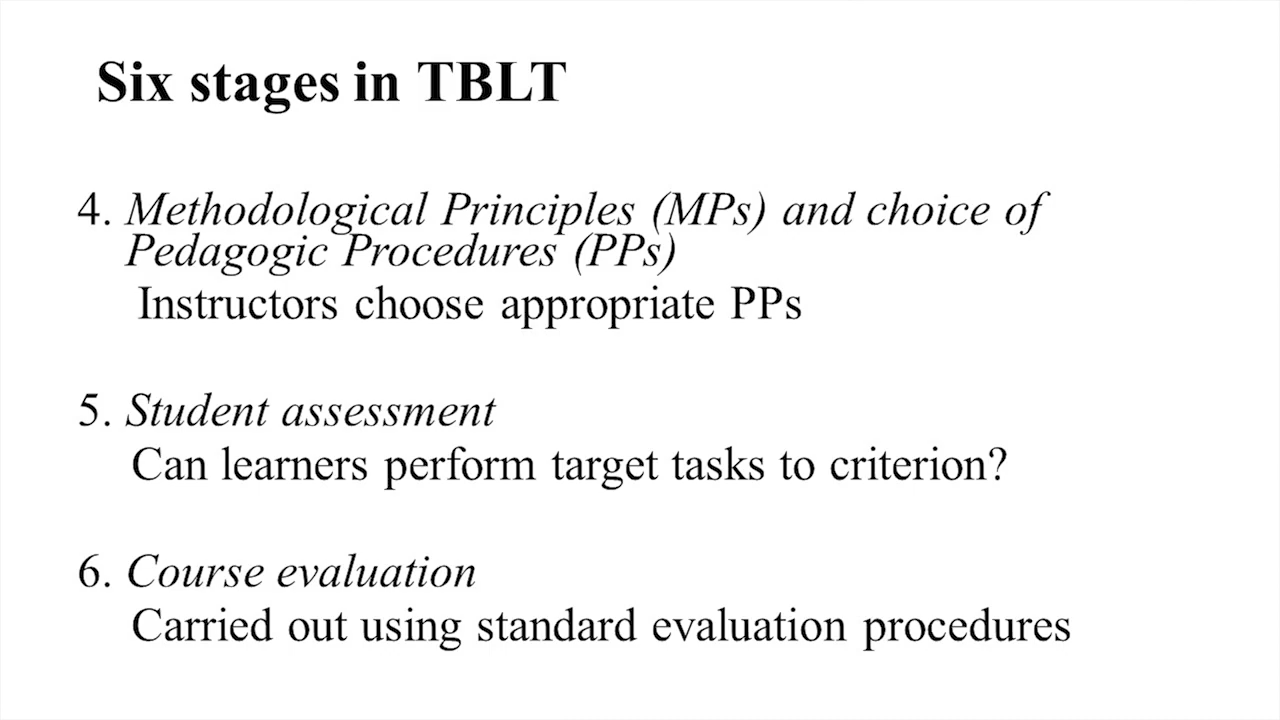 Six stages in TBLT
4. Methodological Principles (MPs) and choice of
Pedagogic Procedures (PPs)
Instructors choose appropriate PPs
5. Student assessment
Can learners perform target tasks to criterion?
6. Course evaluation
Carried out using standard evaluation procedures